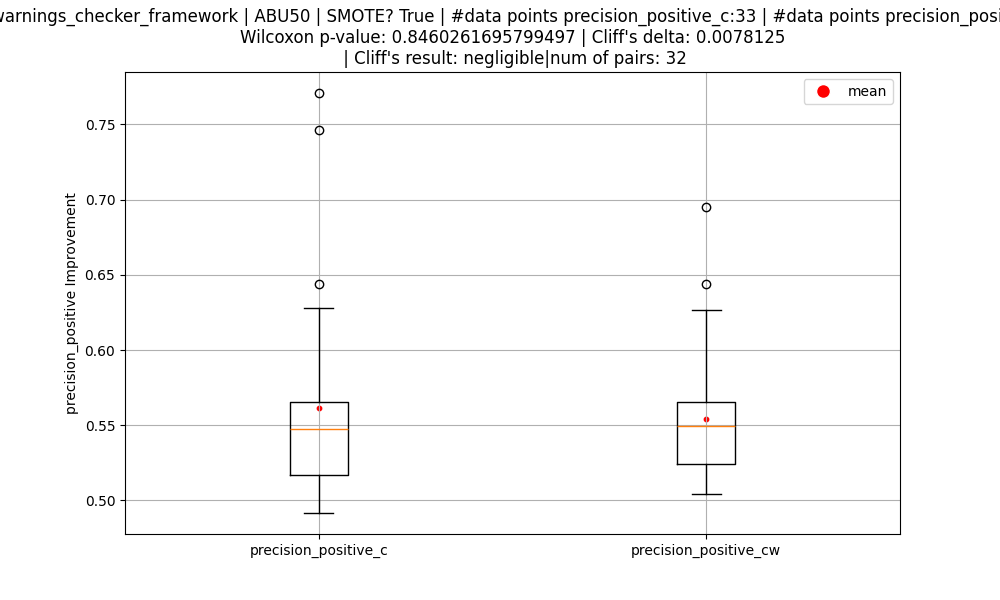 warnings_checker_framework | ABU50 | SMOTE? True | #data points precision_positive_c:33 | #data points
Wilcoxon p-value: 0.8460261695799497 | Cliff's delta: 0.0078125
| Cliff's result: negligible|num of pairs: 32
mean
precision_positive Improvement
0.75
0.70
0.65
0.60
0.55
0.50
precision_positive_c
precision_positive_cw